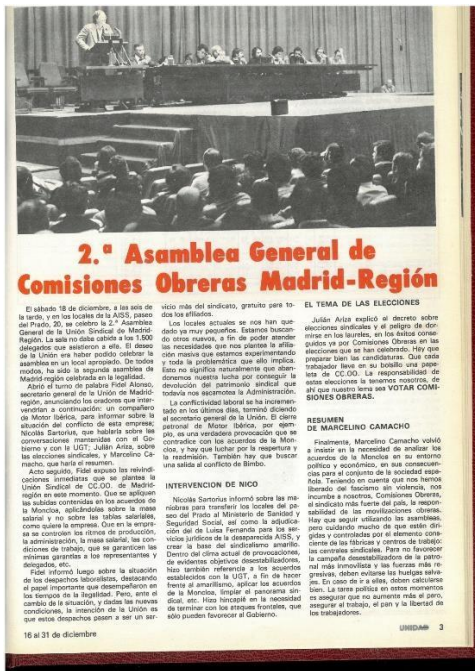 2.ª Asamblea General de
Comisiones Obreras Madrid-Región
El sábado 18 de diciembre, a las seis de
la tarde, y en los locales de la AISS, paseo
del Prado, 20, se celebro la 2.ª Asamblea
General de la Unión Sindical de Madrid-
Región. La sala no daba cabida a los 1.500
delegados que asistieron a ella. El deseo
de la Unión era haber podido celebrar la
asamblea en un local apropiado. De todos
modos, ha sido la segunda asamblea de
Madrid-región celebrada en la legalidad.
Abrió el turno de palabra Fidel Alonso,
secretario general de la Unión de Madrid-
región, anunciando los oradores que inter-
vendrían a continuación: un compañero
de Motor Ibérica, para informar sobre la
situación del conflicto de esta empresa;
Nicolás Sartorius, que hablaría sobre las
conversaciones mantenidas con el Go-
bierno y con la UGT; Julián Ariza, sobre
las elecciones sindicales, y Marcelino Ca-
macho, que haría el resumen.
Acto seguido, Fidel expuso las reivindi-
caciones inmediatas que se plantea la
Unión Sindical de CC.OO. de Madrid-
región en este momento. Que se apliquen
las subidas contenidas en los acuerdos de
la Moncloa, aplicándolos sobre la masa
salarial y no sobre las tablas salariales,
como quiere la empresa. Que en la empre-
sa se controlen los ritmos de producción,
la administración, la masa salarial, las con-
diciones de trabajo, que se garanticen las
mínimas garantías a los representantes y
delegados, etc.
Fidel informó luego sobre la situación
de los despachos laboralistas, destacando
el papel importante que desempeñaron en
los tiempos de la ilegalidad. Pero, ante el
cambio de la situación, y dadas las nuevas
condiciones, la intención de la Unión es
que estos despachos pasen a ser un ser-
vicio más del sindicato, gratuito para to-
dos los afiliados.
Los locales actuales se nos han que-
dado ya muy pequeños. Estamos buscan-
do otros nuevos, a fin de poder atender
las necesidades que nos plantea la afilia-
ción masiva que estamos experimentando
y toda la problemática que ello implica.
Esto no significa naturalmente que aban-
donemos nuestra lucha por conseguir la
devolución del patrimonio sindical que
todavía nos secamotea la Administración.
La conflictividad laboral se ha incremen-
tado en los últimos días, terminó diciendo
el secretario general de la Unión. El cierre
patronal de Motor Ibérica, por ejem-
plo, es una verdadera provocación que se
contradice con los acuerdos de la Mon-
cloa, y hay que luchar por la reapertura y
la readmisión. También hay que buscar
una salida al conflicto de Bimbo.
INTERVENCION DE NICO
Nicolás Sartorius informó sobre las ma-
niobras para transferir los locales del pa-
seo del Prado al Ministerio de Sanidad y
Seguridad Social, así como la adjudica-
ción del de Luisa Fernanda para los ser-
vicios jurídicos de la desaparecida AISS, y
crear la base del sindicalismo amarillo.
Dentro del clima actual de provocaciones,
de evidentes objetivos desestabilizadores,
hizo también referencia a los acuerdos
establecidos con la UGT, a fin de hacer
frente al amarillismo, aplicar los acuerdos
de la Moncloa, limpiar el panorama sin-
dical, etc. Hizo hincapié en la necesidad
de terminar con los ataques frontales, que
sólo pueden favorecer al Gobierno.
EL TEMA DE LAS ELECCIONES
Julián Ariza explicó el decreto sobre
elecciones sindicales y el peligro de dor-
mirse en los laureles, en los éxitos conse-
guidos ya por Comisiones Obreras en las
elecciones que se han celebrado. Hay que
preparar bien las candidaturas. Que cada
trabajador lleve en su bolsillo una pape-
leta de CC.OO. La responsabilidad de
estas elecciones la tenemos nosotros, de
ahí que nuestro lema sea VOTAR COMI-
SIONES OBRERAS.
RESUMEN
DE MARCELINO CAMACHO
Finalmente, Marcelino Camacho volvió
a insistir en la necesidad de analizar los
acuerdos de la Moncloa en su entorno
político y económico, en sus consecuen-
cias para el conjunto de la sociedad espa-
ñola. Teniendo en cuenta que nos hemos
liberado del fascismo sin violencia, nos
incumbe a nosotros, Comisiones Obreras,
el sindicato más fuerte del país, la respon-
sabilidad de las movilizaciones obreras.
Hay que seguir utilizando las asambleas,
pero cuidando mucho de que estén diri-
gidas y controladas por el elemento cons-
ciente de las fábricas y centros de trabajo:
las centrales sindicales. Para no favorecer
la campaña desestabilizadora de la patro-
nal más inmovilista y las fuerzas más re-
gresivas, deben evitarse las huelgas salva-
jes. En caso de ir a ellas, deben calcularse
bien. La tarea política en estos momentos
es asegurar que no aumente más el pero,
asegurar el trabajo, el pan y la libertad de
los trabajadores.
16 al 31 de diciembre
UNIDAD 3